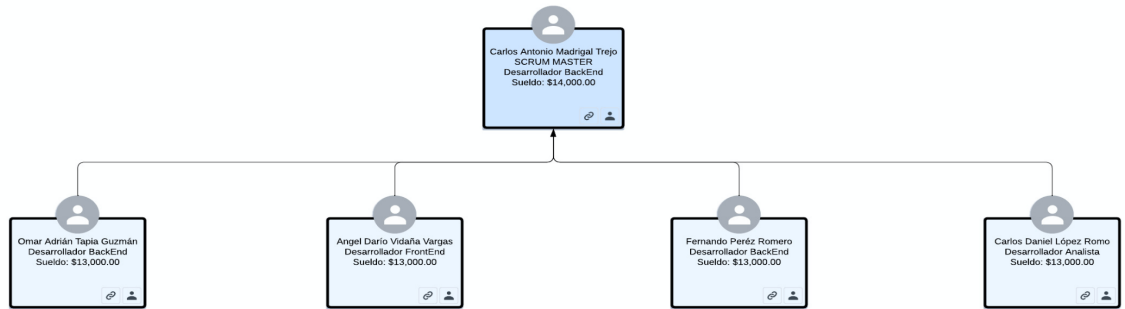 Carlos Antonio Madrigal Trejo
SCRUM MASTER
Desarrollador BackEnd
Sueldo: $14,000.00
Omar Adrián Tapia Guzmán
Desarrollador BackEnd
Sueldo: $13,000.00
Angel Darío Vidaña Vargas
Desarrollador FrontEnd
Sueldo: $13,000.00
Fernando Peréz Romero
Desarrollador BackEnd
Sueldo: $13,000.00
Carlos Daniel López Romo
Desarrollador Analista
Sueldo: $13,000.00